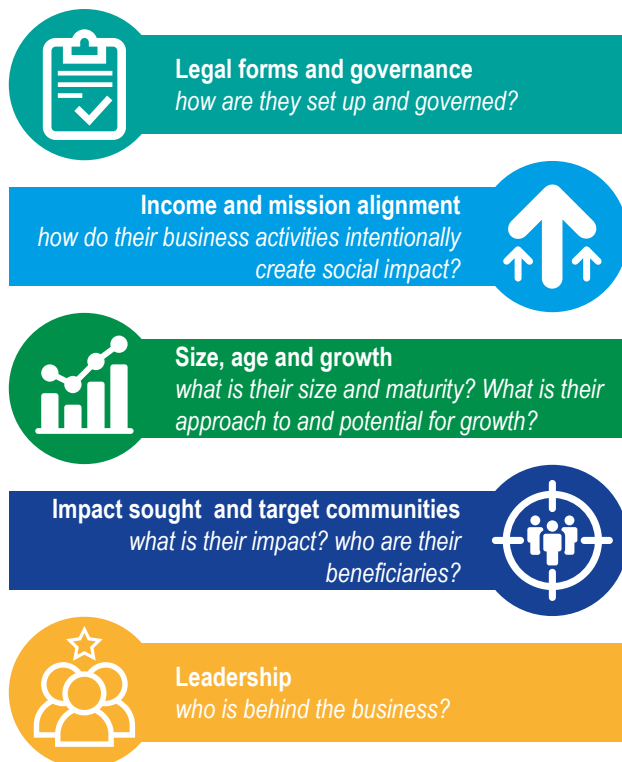 Legal forms and governance
how are they set up and governed?
Income and mission alignment
how do their business activities intentionally
create social impact?
Size, age and growth
what is their size and maturity? What is their
approach to and potential for growth?
Impact sought  and target communities
what is their impact? who are their
beneficiaries?
Leadership
who is behind the business?